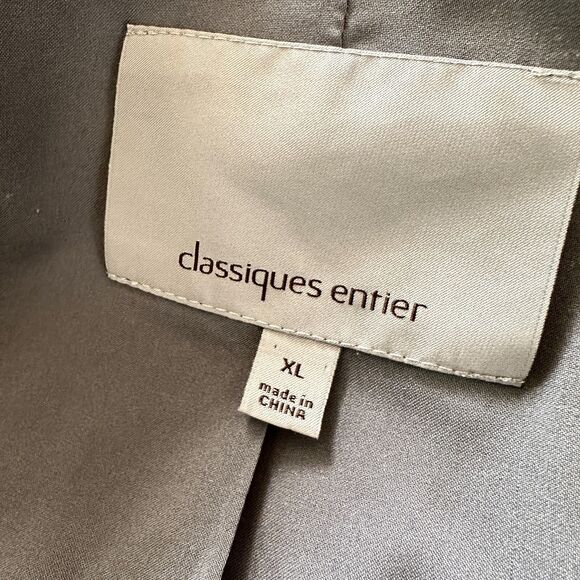 classiques entier
XL
made in
CHINA